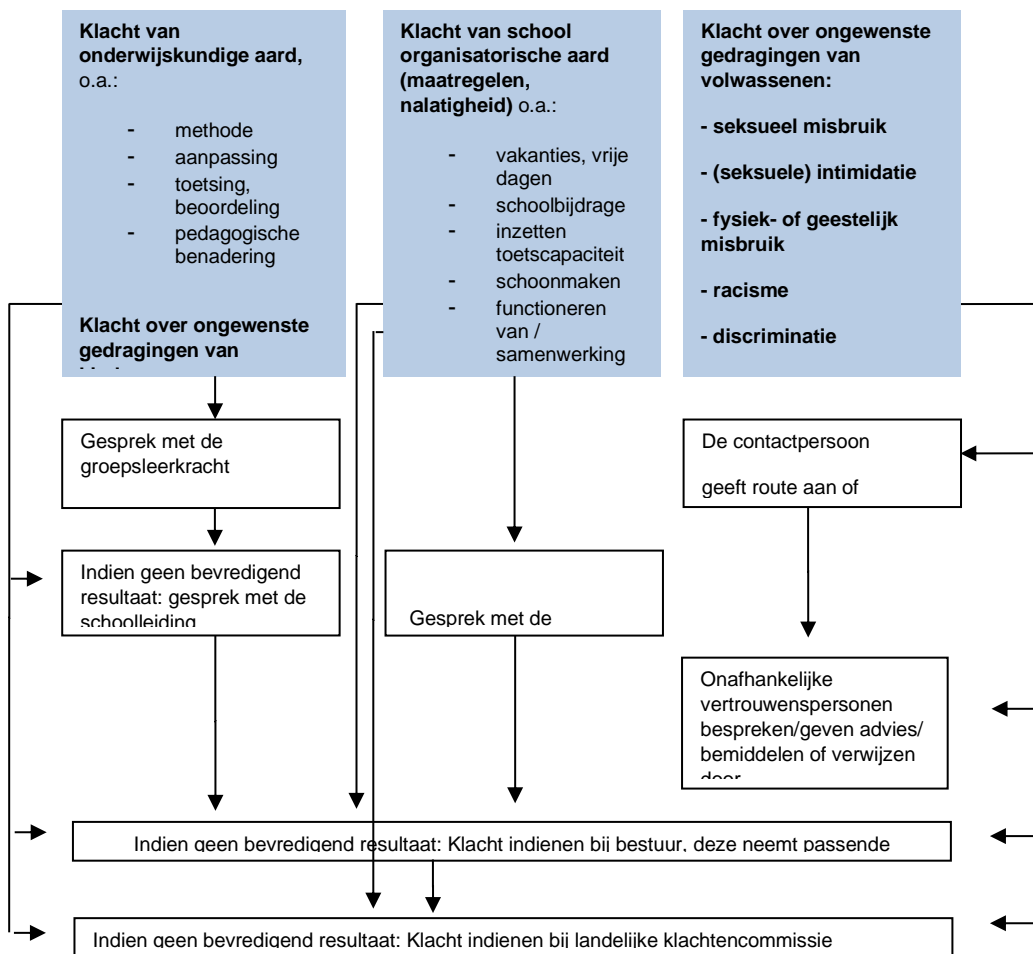 Klacht van
onderwijskundige aard,
o.a.:
- methode
- aanpassing
- toetsing,
beoordeling
- pedagogische
benadering
Klacht over ongewenste
gedragingen van
Klacht van school
organisatorische aard
(maatregelen,
nalatigheid) o.a.:
- vakanties, vrije
dagen
- schoolbijdrage
- inzetten
toetscapaciteit
- schoonmaken
- functioneren
van /
samenwerking
Klacht over ongewenste
gedragingen van
volwassenen:
- seksueel misbruik
- (seksuele) intimidatie
- fysiek- of geestelijk
misbruik
- racisme
- discriminatie
Gesprek met de
groepsleerkracht
De contactpersoon
geeft route aan of
Indien geen bevredigend
resultaat: gesprek met de
schoolleiding
Gesprek met de
Onafhankelijke
vertrouwenspersonen
bespreken/geven advies/
bemiddelen of verwijzen
door
Indien geen bevredigend resultaat: Klacht indienen bij bestuur, deze neemt passende
Indien geen bevredigend resultaat: Klacht indienen bij landelijke klachtencommissie